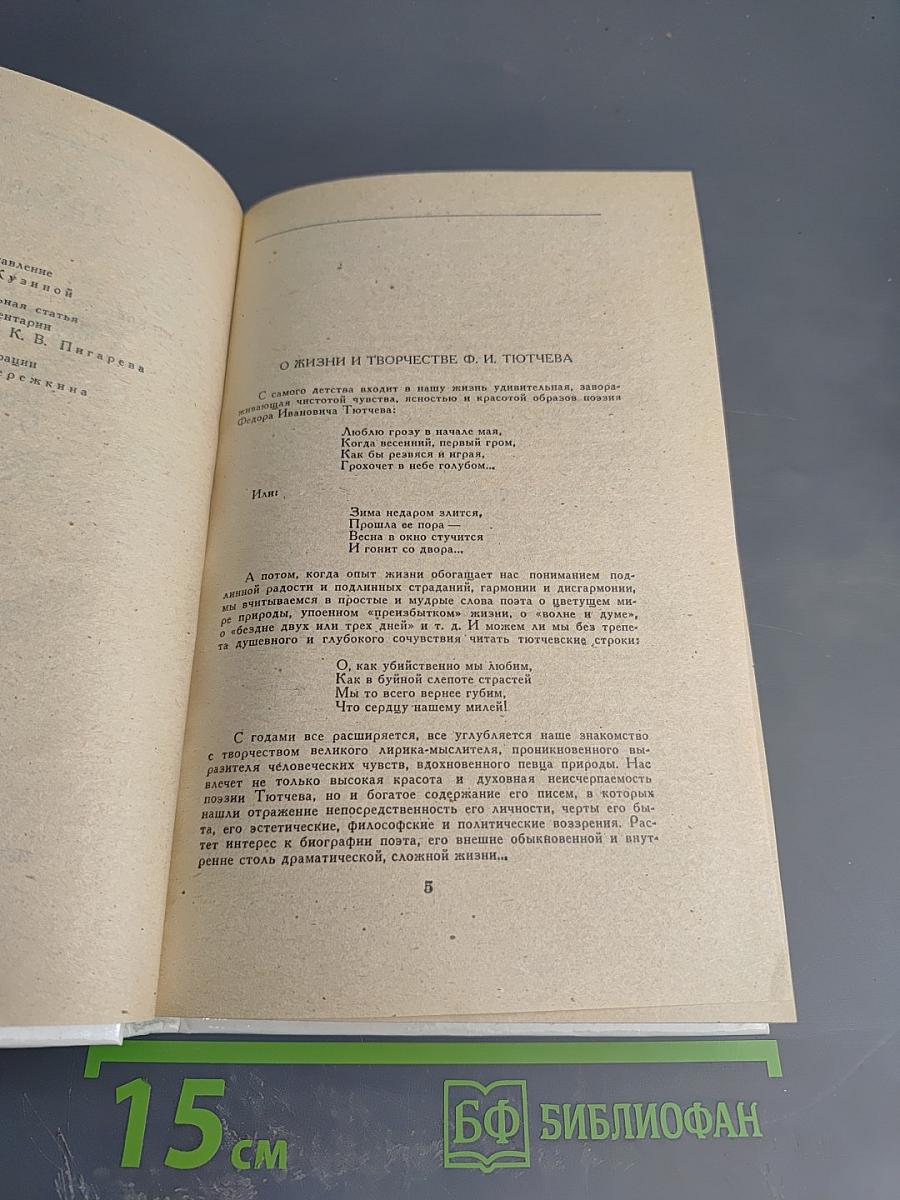 авление
Кузиной
ная статья
ентарии
К. В. Пигарева
рации
ережкина
О ЖИЗНИ И ТВОРЧЕСТВЕ Ф. И. ТЮТЧЕВА
С самого детства входит в нашу жизнь удивительная, завора-
живающая чистотой чувства, ясностью и красотой образов поэзия
Федора Ивановича Тютчева:
Люблю грозу в начале мая,
Когда весенний, первый гром,
Как бы резвяся и играя,
Грохочет в небе голубом...
Или:
Зима недаром злится,
Прошла ее пора —
Весна в окно стучится
И гонит со двора...
А потом, когда опыт жизни обогащает нас пониманием под-
линной радости и подлинных страданий, гармонии и дисгармонии,
мы вчитываемся в простые и мудрые слова поэта о цветущем ми-
ре природы, упоенном «преизбытком» жизни, о «волне и думе»,
о «бездне двух или трех дней» и т. д. И можем ли мы без трепе-
та душевного и глубокого сочувствия читать тютчевские строки:
О, как убийственно мы любим,
Как в буйной слепоте страстей
Мы то всего вернее губим,
Что сердцу нашему милей!
С годами все расширяется, все углубляется наше знакомство
с творчеством великого лирика-мыслителя, проникновенного вы-
разителя человеческих чувств, вдохновенного певца природы. Нас
влечет не только высокая красота и духовная неисчерпаемость
поэзии Тютчева, но и богатое содержание его писем, в которых
нашли отражение непосредственность его личности, черты его бы-
та, его эстетические, философские и политические воззрения. Рас-
тет интерес к биографии поэта, его внешне обыкновенной и внут-
ренне столь драматической, сложной жизни...
5
15 см
БФ БИБЛИОФАН